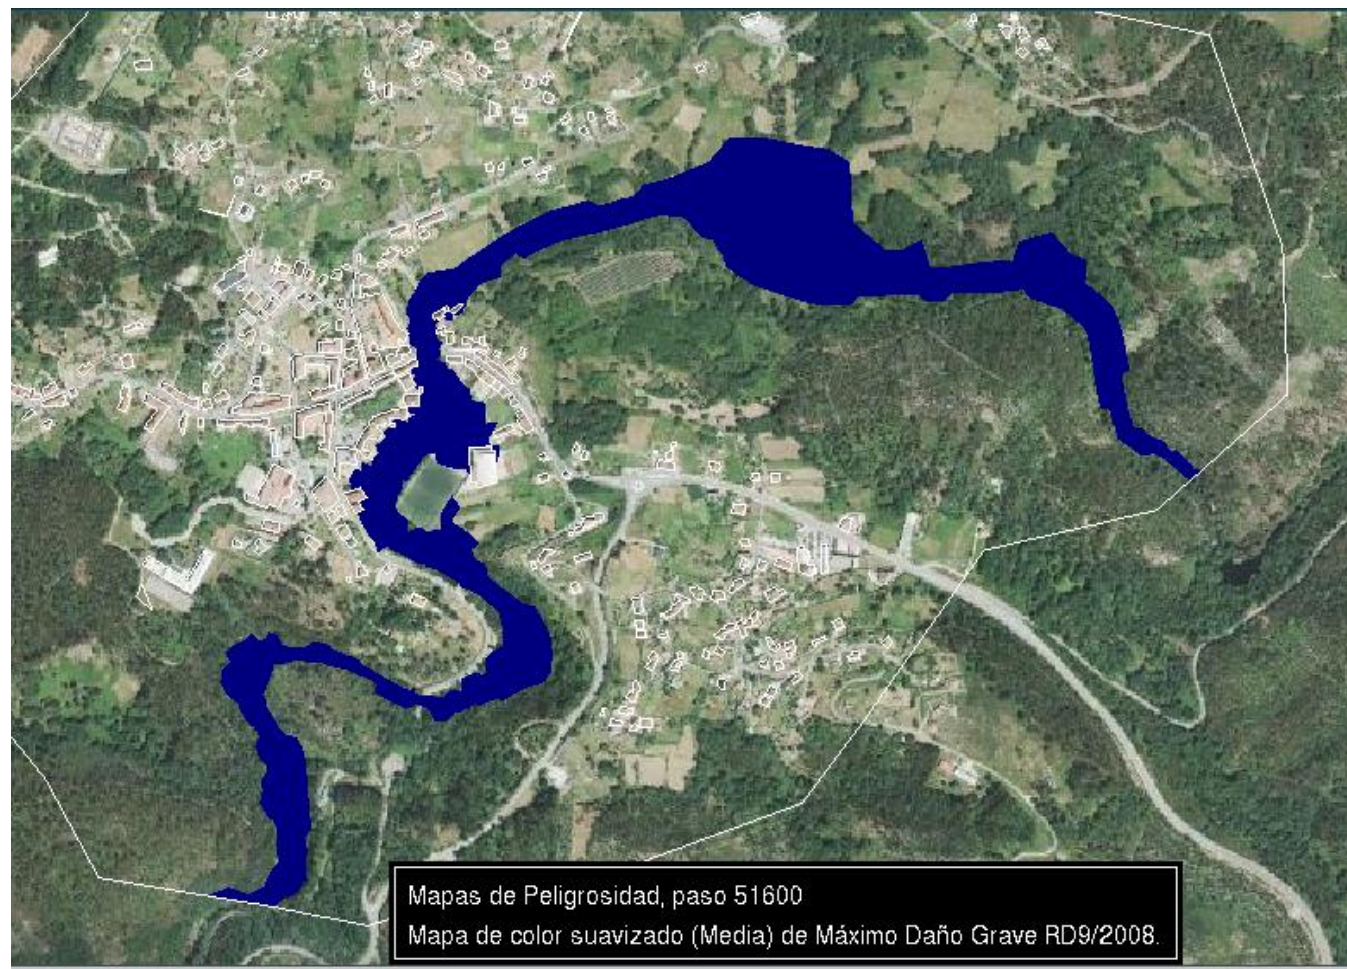 Mapas de Peligrosidad, paso 51600
Mapa de color suavizado (Media) de Máximo Daño Grave RD9/2008.